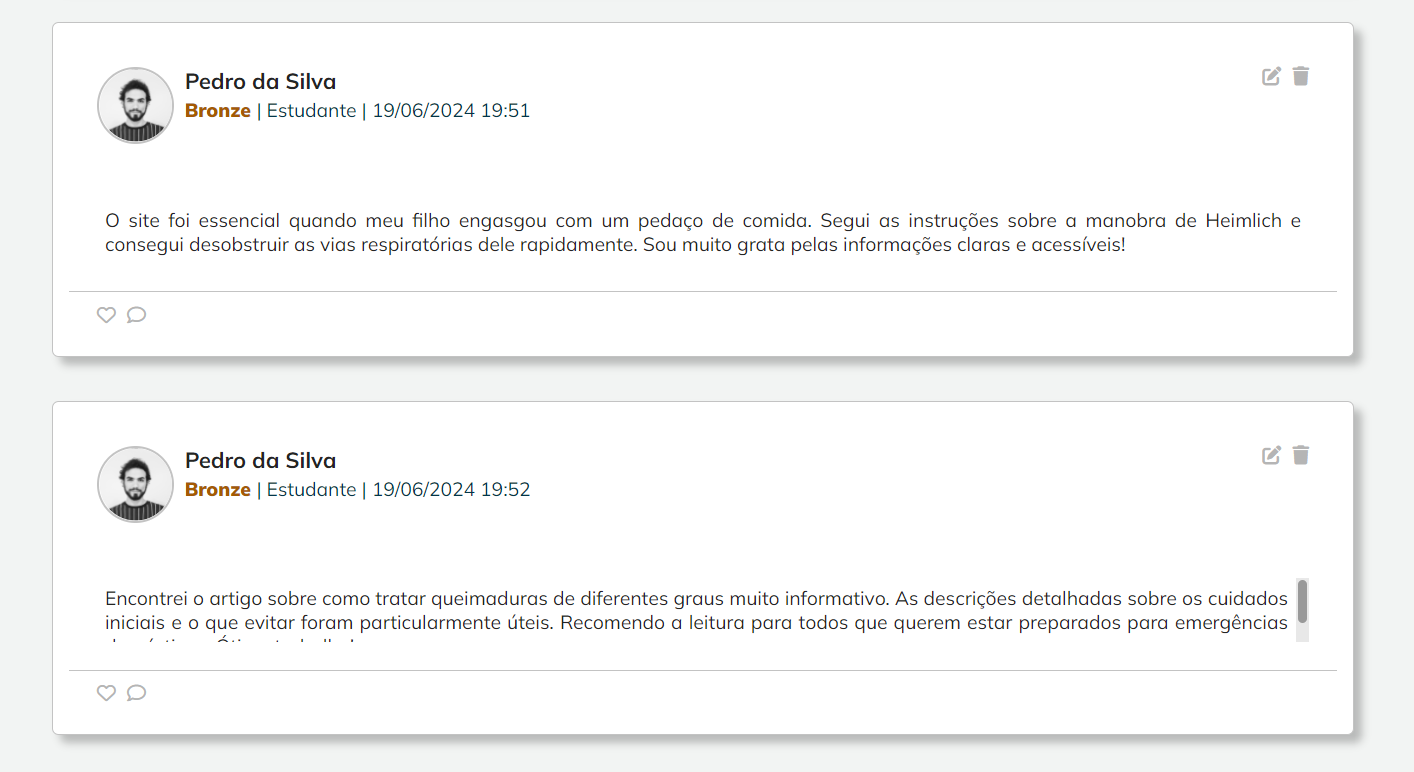 Pedro da Silva
Bronze | Estudante | 19/06/2024 19:51
O site foi essencial quando meu filho engasgou com um pedaço de comida. Segui as instruções sobre a manobra de Heimlich e
consegui desobstruir as vias respiratórias dele rapidamente. Sou muito grata pelas informações claras e acessíveis!
Pedro da Silva
Bronze | Estudante | 19/06/2024 19:52
Encontrei o artigo sobre como tratar queimaduras de diferentes graus muito informativo. As descrições detalhadas sobre os cuidados
iniciais e o que evitar foram particularmente úteis. Recomendo a leitura para todos que querem estar preparados para emergências